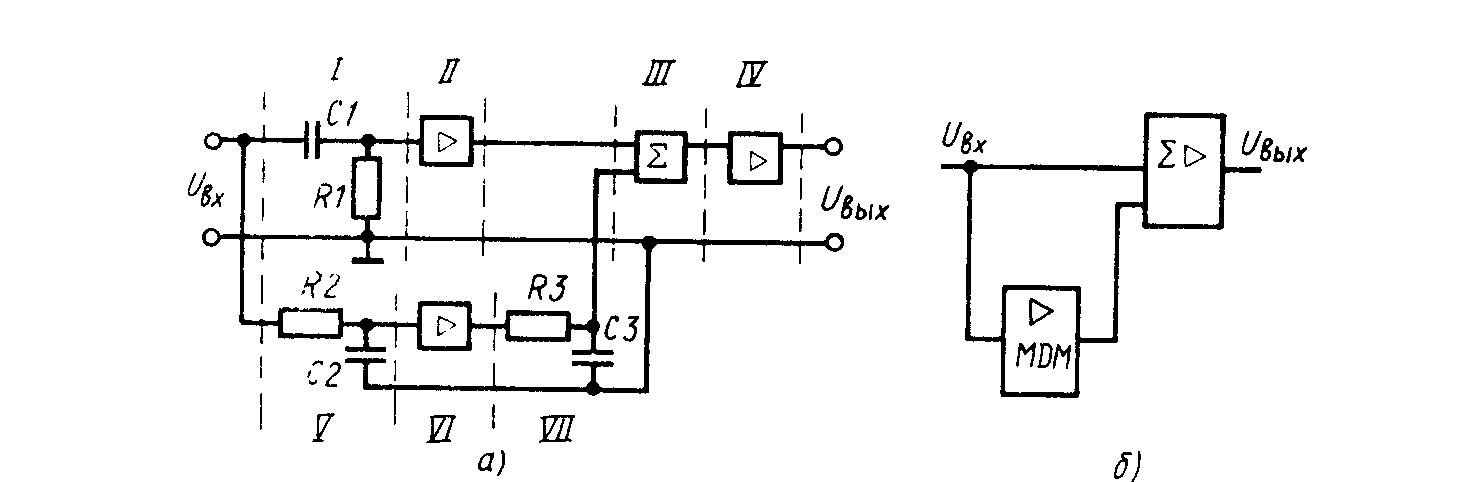 I II III IV
C1
R1
Uвх
Σ
Uвых
R2
R3
C2
C3
V VI VII
а)
Uвх
Σ
Uвых
MDM
б)